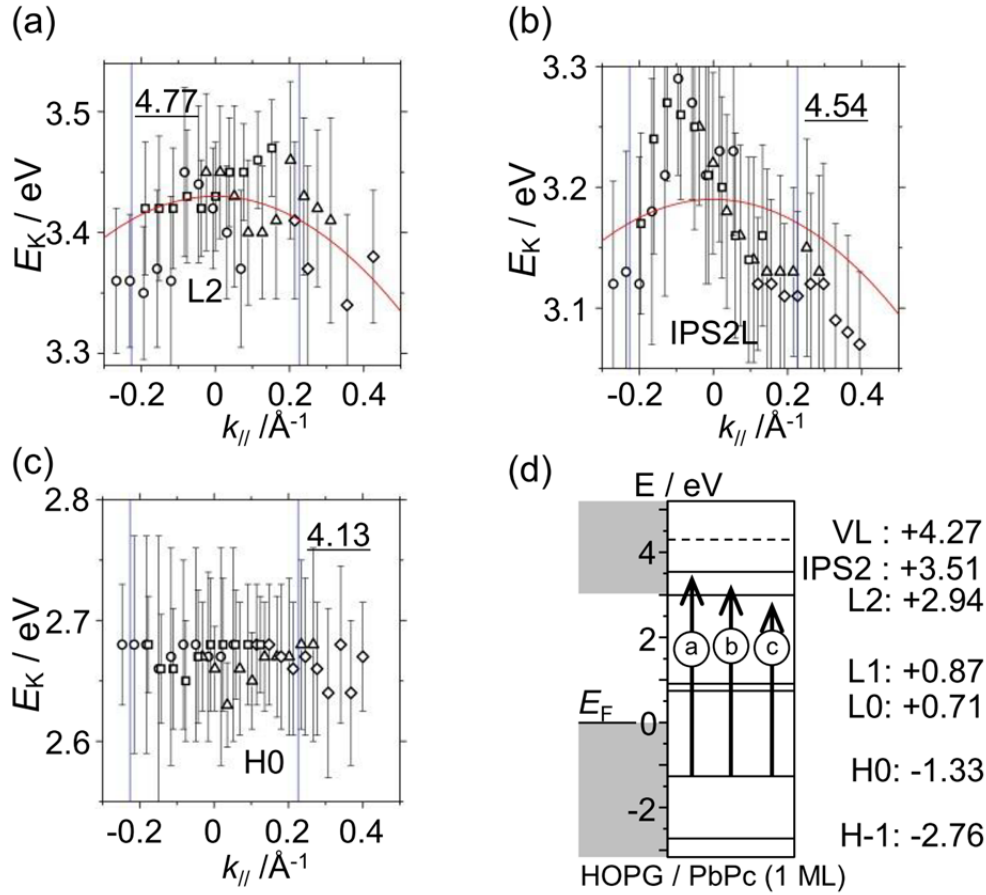 (a)
E_K / eV
3.5
3.4
3.3
4.77
L2
-0.2 0 0.2 0.4
k_// /Å⁻¹
(b)
E_K / eV
3.3
3.2
3.1
4.54
IPS2L
-0.2 0 0.2 0.4
k_// /Å⁻¹
(c)
E_K / eV
2.8
2.7
2.6
4.13
H0
-0.2 0 0.2 0.4
k_// /Å⁻¹
(d)
E / eV
4
2
E_F
0
-2
a b c
VL : +4.27
IPS2 : +3.51
L2: +2.94
L1: +0.87
L0: +0.71
H0: -1.33
H-1: -2.76
HOPG / PbPc (1 ML)